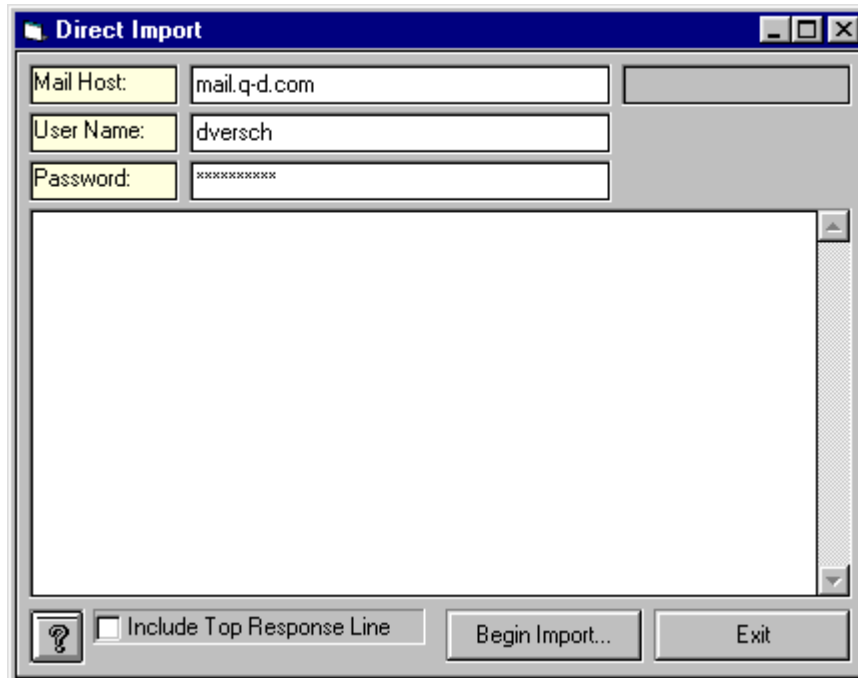 Direct Import
Mail Host: mail.q-d.com
User Name: dversch
Password: **********
? Include Top Response Line Begin Import... Exit